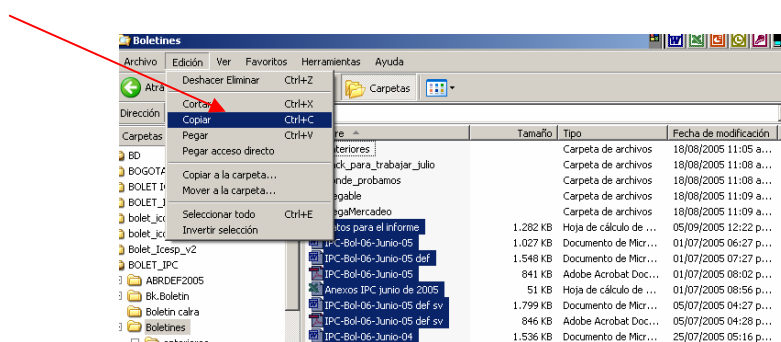 Boletines
Archivo Edición Ver Favoritos Herramientas Ayuda
Atra Carpetas
Deshacer Eliminar Ctrl+Z
Cortar Ctrl+X
Copiar Ctrl+C
Pegar Ctrl+V
Pegar acceso directo
Copiar a la carpeta...
Mover a la carpeta...
Seleccionar todo Ctrl+E
Invertir selección
Dirección
Carpetas
BD
BOGOTA
BOLET I
BOLET_I
bolet_ico
bolet_ico
Bolet_Icesp_v2
BOLET_IPC
ABRDEF2005
Bk.Boletin
Boletin calra
Boletines
anteriores
re Tamaño Tipo Fecha de modificación
teriores Carpeta de archivos 18/08/2005 11:05 a...
ck_para_trabajar_julio Carpeta de archivos 18/08/2005 11:08 a...
nde_probamos Carpeta de archivos 18/08/2005 11:08 a...
egable Carpeta de archivos 18/08/2005 11:09 a...
egaMercadeo Carpeta de archivos 18/08/2005 11:09 a...
tos para el informe 1.282 KB Hoja de cálculo de ... 05/09/2005 12:22 p...
IPC-Bol-06-Junio-05 1.027 KB Documento de Micr... 01/07/2005 06:27 p...
IPC-Bol-06-Junio-05 def 1.548 KB Documento de Micr... 01/07/2005 07:27 p...
IPC-Bol-06-Junio-05 841 KB Adobe Acrobat Doc... 01/07/2005 08:02 p...
Anexos IPC junio de 2005 51 KB Hoja de cálculo de ... 01/07/2005 08:56 p...
IPC-Bol-06-Junio-05 def sv 1.799 KB Documento de Micr... 05/07/2005 04:27 p...
IPC-Bol-06-Junio-05 def sv 846 KB Adobe Acrobat Doc... 05/07/2005 04:28 p...
IPC-Bol-06-Junio-04 1.536 KB Documento de Micr... 25/07/2005 05:16 p...